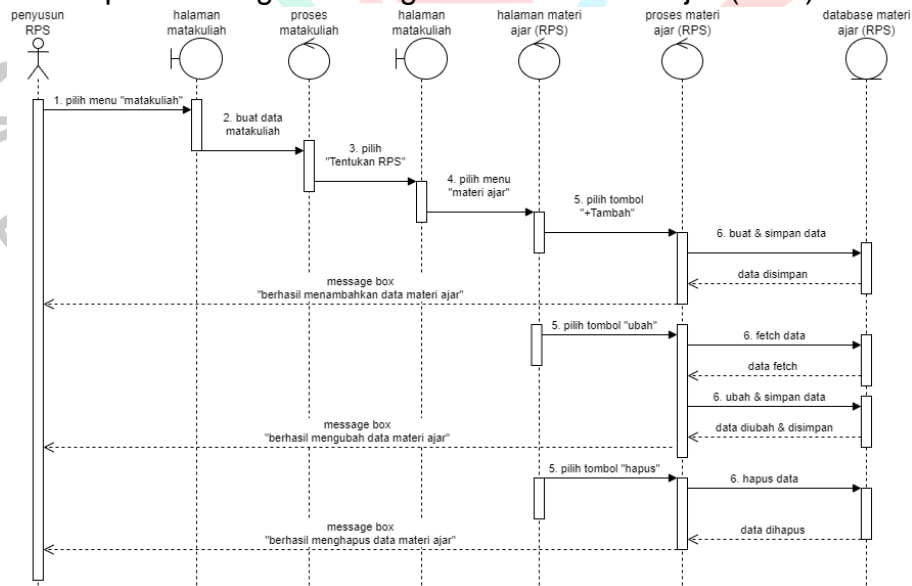 penyusun
RPS
halaman
matakuliah
proses
matakuliah
halaman
matakuliah
halaman materi
ajar (RPS)
proses materi
ajar (RPS)
database materi
ajar (RPS)
1. pilih menu "matakuliah"
2. buat data
matakuliah
3. pilih
"Tentukan RPS"
4. pilih menu
"materi ajar"
5. pilih tombol
"+Tambah"
6. buat & simpan data
data disimpan
message box
"berhasil menambahkan data materi ajar"
5. pilih tombol "ubah"
6. fetch data
data fetch
6. ubah & simpan data
data diubah & disimpan
message box
"berhasil mengubah data materi ajar"
5. pilih tombol "hapus"
6. hapus data
data dihapus
message box
"berhasil menghapus data materi ajar"